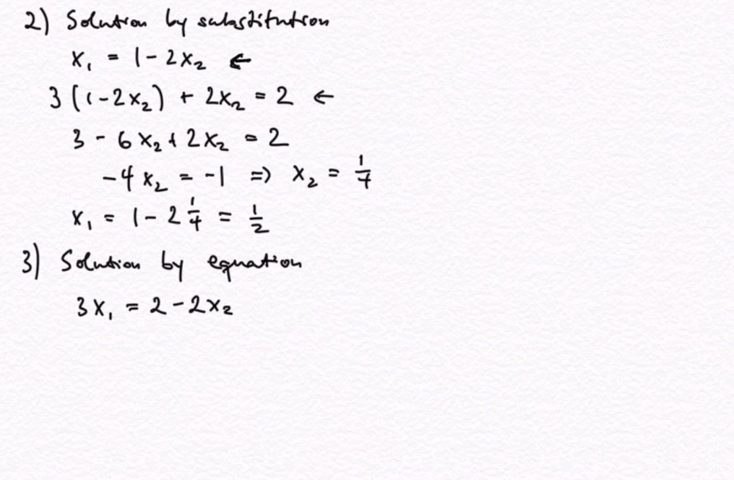 2) Solution by substitution
x₁ = 1 - 2x₂ ←
3 (1-2x₂) + 2x₂ = 2 ←
3 - 6x₂ + 2x₂ = 2
-4x₂ = -1 ⇒ x₂ = 1/4
x₁ = 1 - 2 1/4 = 1/2
3) Solution by equation
3x₁ = 2 - 2x₂